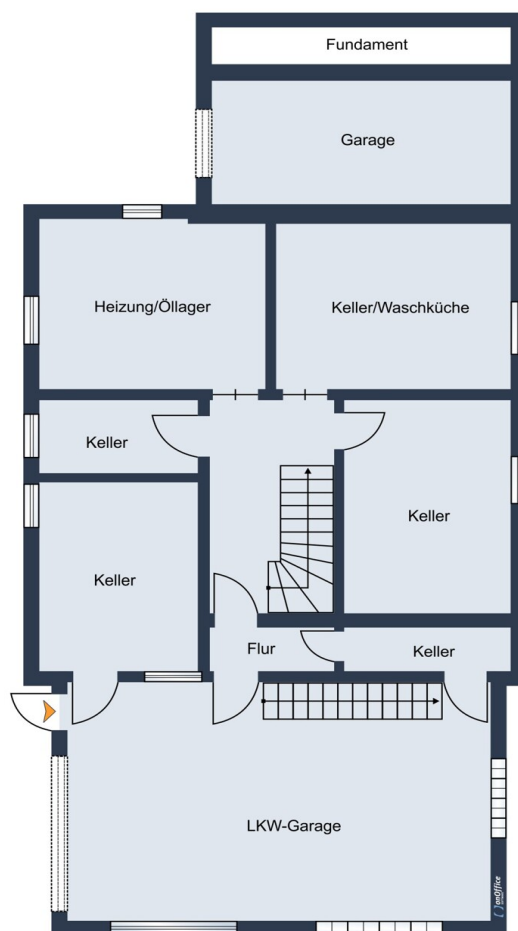 Fundament
Garage
Heizung/Öllager
Keller/Waschküche
Keller
Keller
Keller
Flur
Keller
LKW-Garage
onOffice